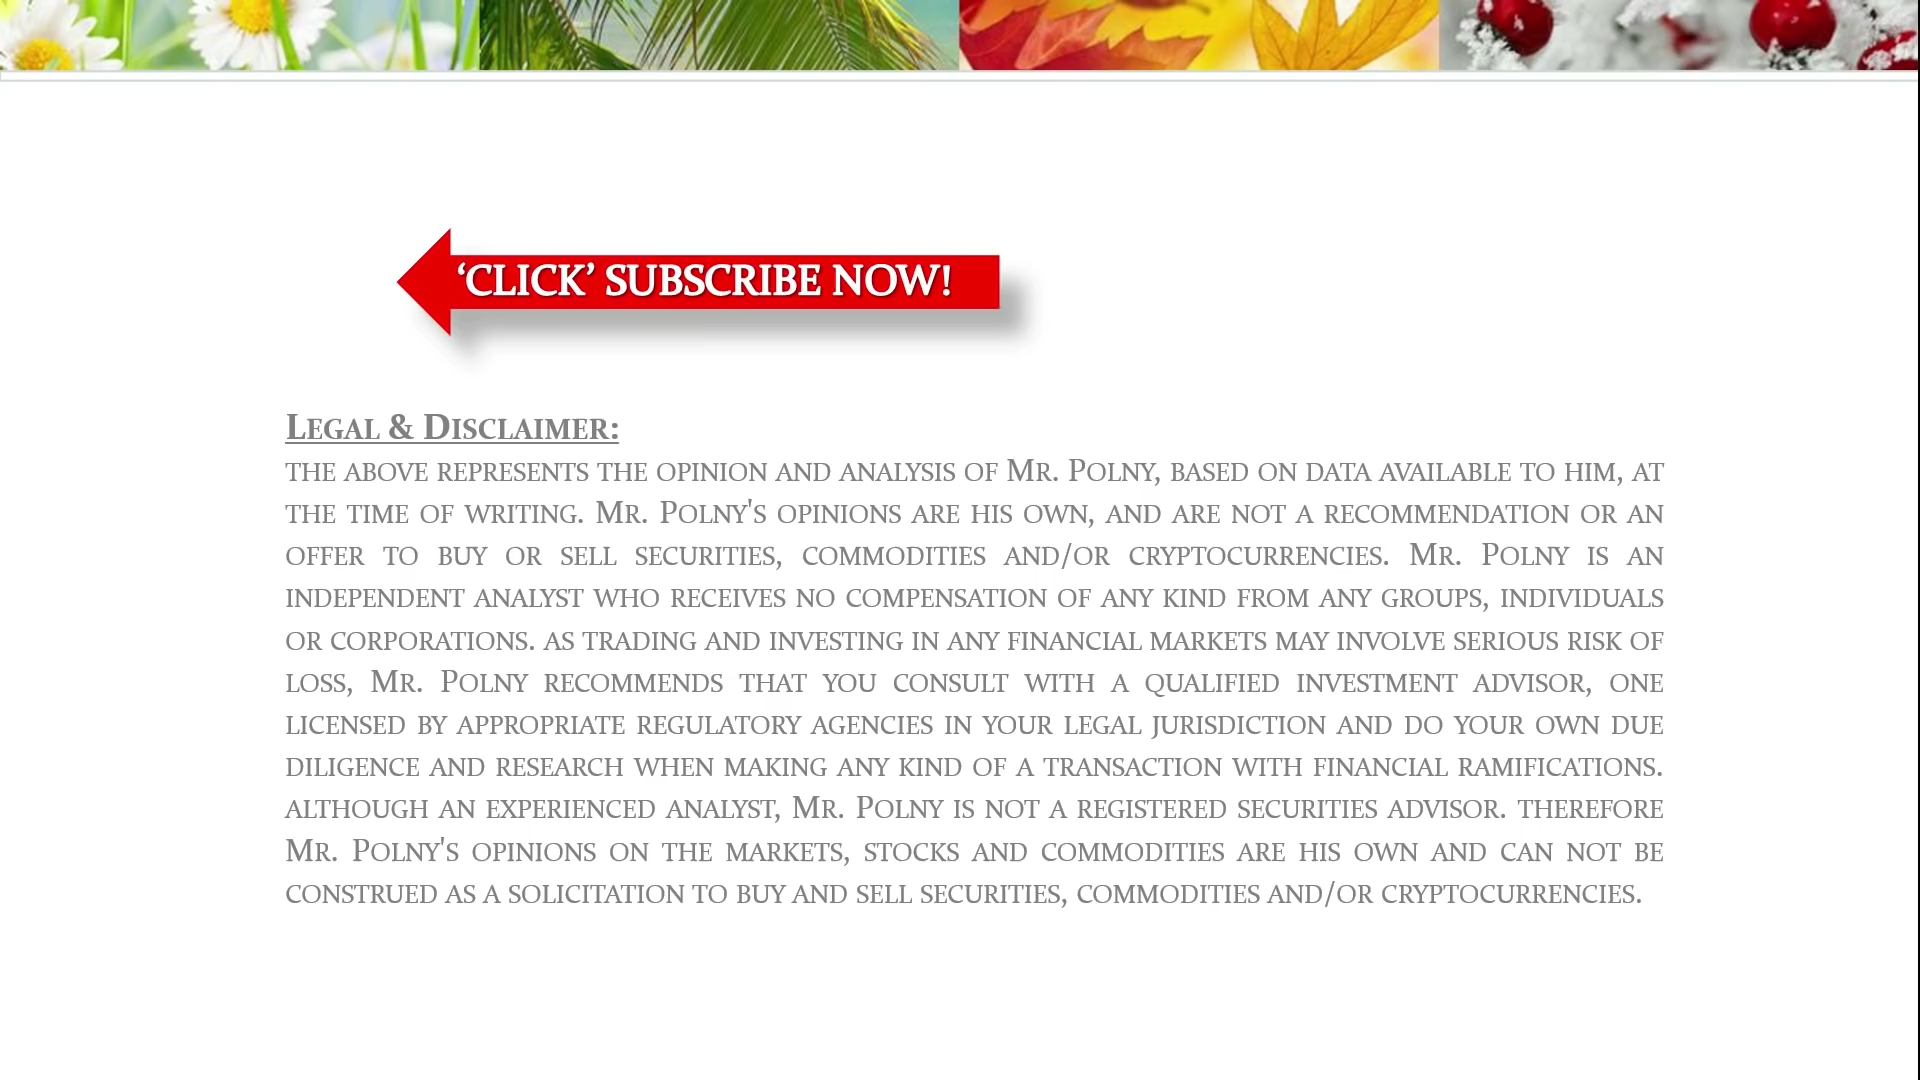 ‘CLICK’ SUBSCRIBE NOW!
LEGAL & DISCLAIMER:
THE ABOVE REPRESENTS THE OPINION AND ANALYSIS OF MR. POLNY, BASED ON DATA AVAILABLE TO HIM, AT
THE TIME OF WRITING. MR. POLNY'S OPINIONS ARE HIS OWN, AND ARE NOT A RECOMMENDATION OR AN
OFFER TO BUY OR SELL SECURITIES, COMMODITIES AND/OR CRYPTOCURRENCIES. MR. POLNY IS AN
INDEPENDENT ANALYST WHO RECEIVES NO COMPENSATION OF ANY KIND FROM ANY GROUPS, INDIVIDUALS
OR CORPORATIONS. AS TRADING AND INVESTING IN ANY FINANCIAL MARKETS MAY INVOLVE SERIOUS RISK OF
LOSS, MR. POLNY RECOMMENDS THAT YOU CONSULT WITH A QUALIFIED INVESTMENT ADVISOR, ONE
LICENSED BY APPROPRIATE REGULATORY AGENCIES IN YOUR LEGAL JURISDICTION AND DO YOUR OWN DUE
DILIGENCE AND RESEARCH WHEN MAKING ANY KIND OF A TRANSACTION WITH FINANCIAL RAMIFICATIONS.
ALTHOUGH AN EXPERIENCED ANALYST, MR. POLNY IS NOT A REGISTERED SECURITIES ADVISOR. THEREFORE
MR. POLNY'S OPINIONS ON THE MARKETS, STOCKS AND COMMODITIES ARE HIS OWN AND CAN NOT BE
CONSTRUED AS A SOLICITATION TO BUY AND SELL SECURITIES, COMMODITIES AND/OR CRYPTOCURRENCIES.